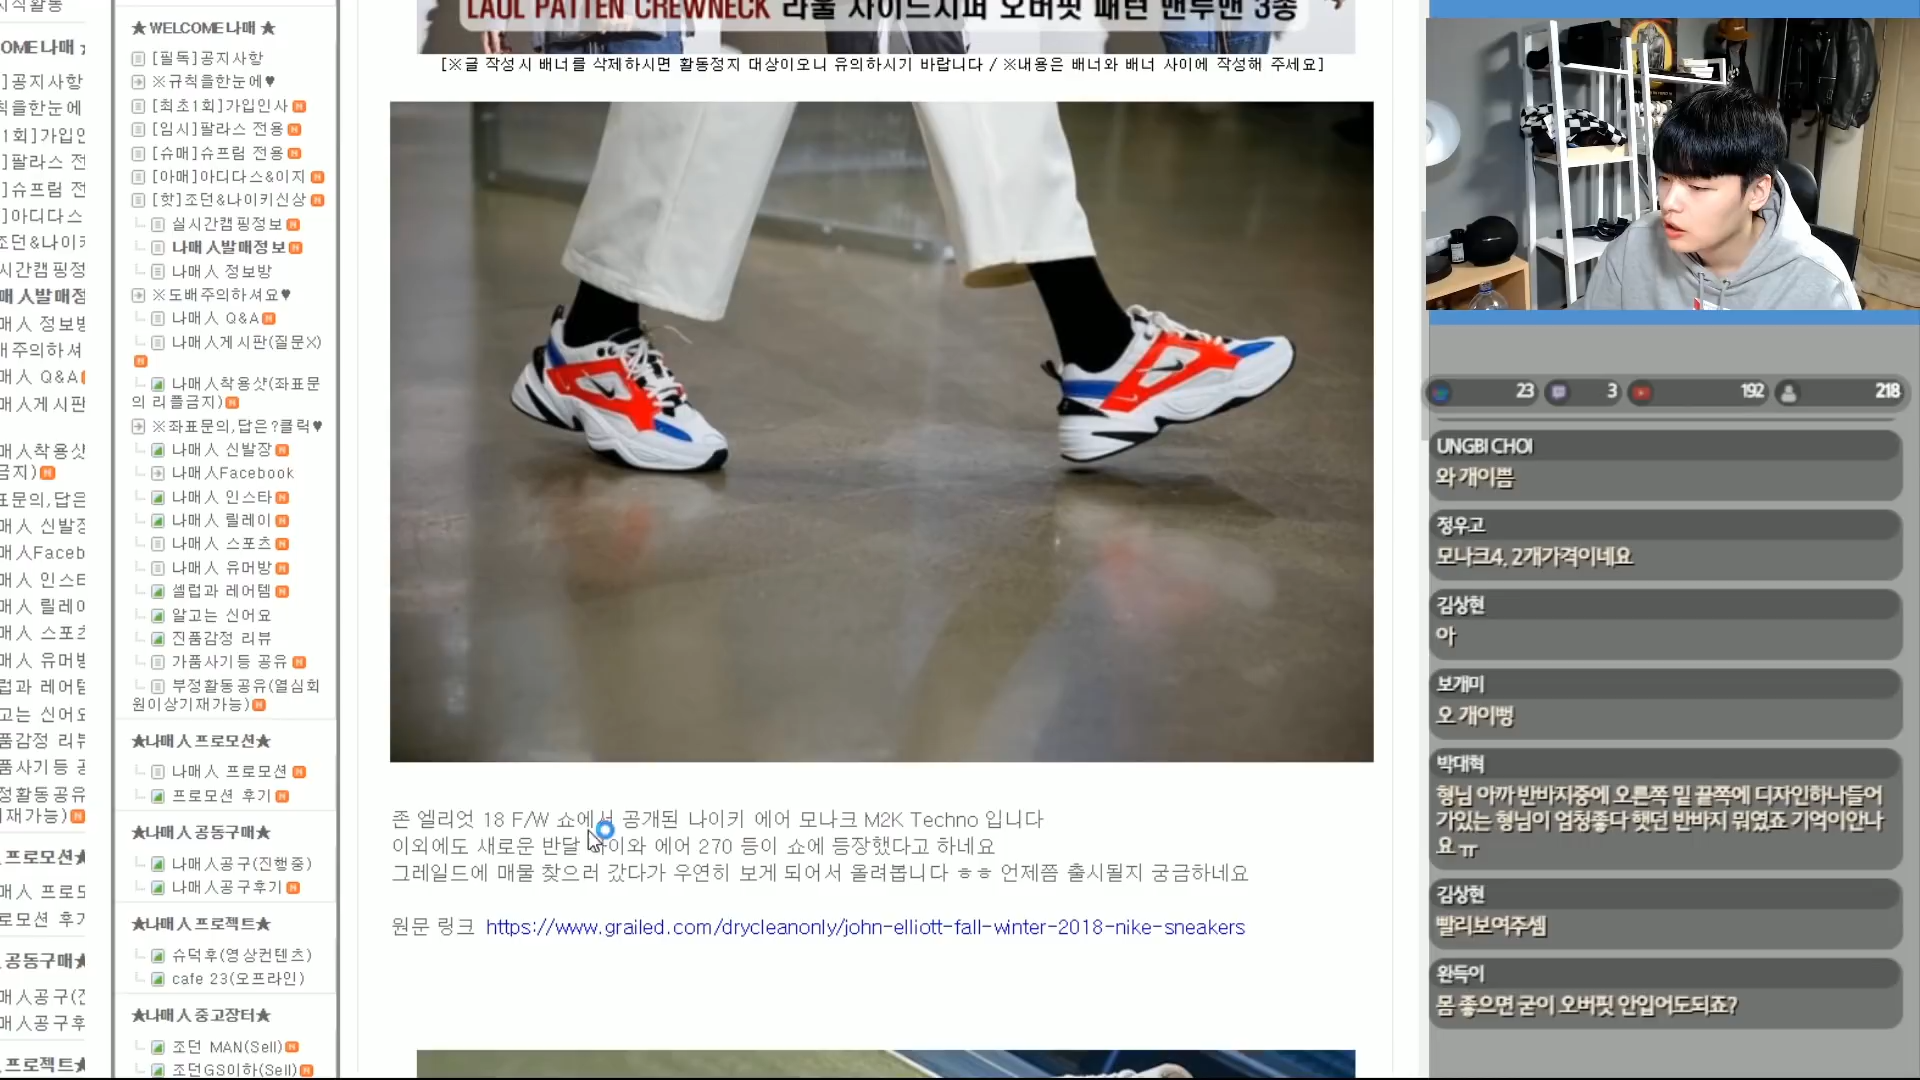 ★ WELCOME나매 ★
[필독]공지사항
※규칙을한눈에♥
[최초1회]가입인사
[임시]팔라스 전용
[슈매]슈프림 전용
[아매]아디다스&이지
[핫]조던&나이키신상
실시간캠핑정보
나매人발매정보
나매人 정보방
※도배주의하셔요♥
나매人 Q&A
나매人게시판(질문X)
나매人착용샷(좌표문
의 리플금지)
※좌표문의,답은?클릭♥
나매人 신발장
나매人Facebook
나매人 인스타
나매人 릴레이
나매人 스포츠
나매人 유머방
셀럽과 레어템
알고는 신어요
진품감정 리뷰
가품사기등 공유
부정활동공유(열심회
원이상기재가능)
★나매人프로모션★
나매人 프로모션
프로모션 후기
★나매人공동구매★
나매人공구(진행중)
나매人공구후기
★나매人프로젝트★
슈덕후(영상컨텐츠)
cafe 23(오프라인)
★나매人중고장터★
조던 MAN(Sell)
조던GS이하(Sell)
LAUL PATTEN CREWNECK 라울 사이드지퍼 오버핏 패턴 맨투맨 3종
[※글 작성시 배너를 삭제하시면 활동정지 대상이오니 유의하시기 바랍니다 / ※내용은 배너와 배너 사이에 작성해 주세요]
존 엘리엇 18 F/W 쇼에서 공개된 나이키 에어 모나크 M2K Techno 입니다
이외에도 새로운 반달 하이와 에어 270 등이 쇼에 등장했다고 하네요
그레일드에 매물 찾으러 갔다가 우연히 보게 되어서 올려봅니다 ㅎㅎ 언제쯤 출시될지 궁금하네요
원문 링크 https://www.grailed.com/drycleanonly/john-elliott-fall-winter-2018-nike-sneakers
23 3 192 218
UNGBI CHOI
와 개이쁨
정우고
모나크4, 2개가격이네요
김상현
아
보개미
오 개이뻥
박대혁
형님 아까 반바지중에 오른쪽 밑 끝쪽에 디자인하나들어
가있는 형님이 엄청좋다 했던 반바지 뭐였죠 기억이안나
요 ㅠ
김상현
빨리보여주셈
완득이
몸 좋으면 굳이 오버핏 안입어도되죠?